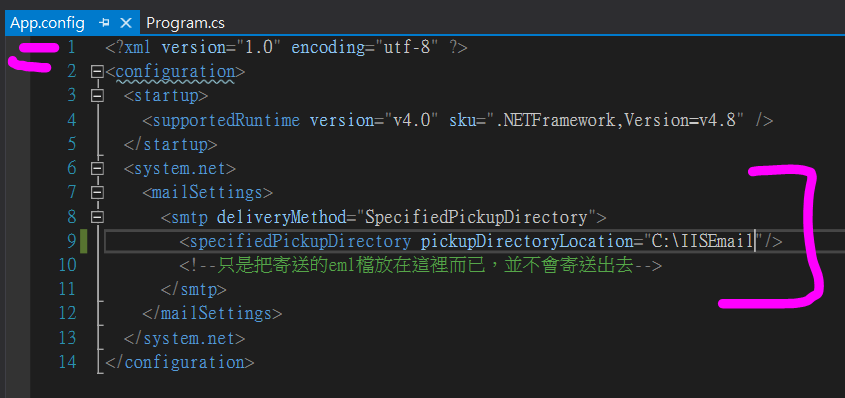 App.config Program.cs
1 <?xml version="1.0" encoding="utf-8" ?>
2 <configuration>
3 <startup>
4 <supportedRuntime version="v4.0" sku=".NETFramework,Version=v4.8" />
5 </startup>
6 <system.net>
7 <mailSettings>
8 <smtp deliveryMethod="SpecifiedPickupDirectory">
9 <specifiedPickupDirectory pickupDirectoryLocation="C:\IISEmail"/>
10 <!--只是把寄送的eml檔放在這裡而已，並不會寄送出去-->
11 </smtp>
12 </mailSettings>
13 </system.net>
14 </configuration>